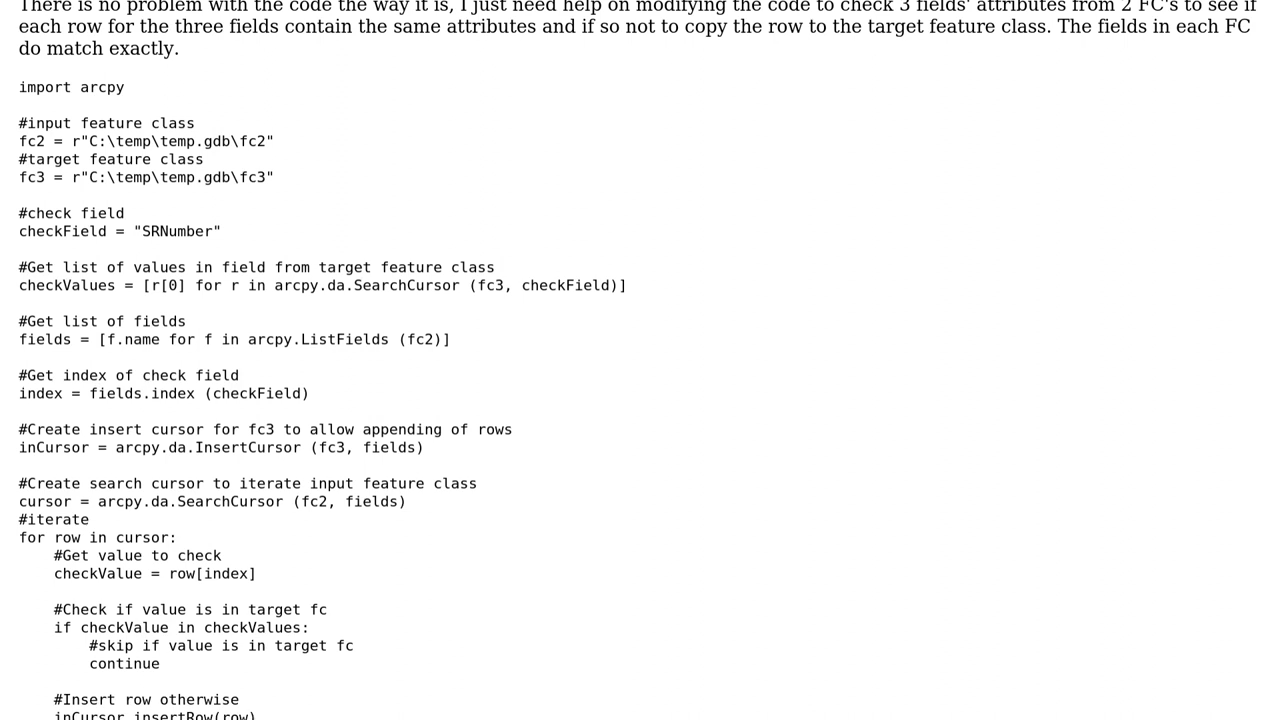 There is no problem with the code the way it is, I just need help on modifying the code to check 3 fields' attributes from 2 FC's to see if
each row for the three fields contain the same attributes and if so not to copy the row to the target feature class. The fields in each FC
do match exactly.
import arcpy
#input feature class
fc2 = r"C:\temp\temp.gdb\fc2"
#target feature class
fc3 = r"C:\temp\temp.gdb\fc3"
#check field
checkField = "SRNumber"
#Get list of values in field from target feature class
checkValues = [r[0] for r in arcpy.da.SearchCursor (fc3, checkField)]
#Get list of fields
fields = [f.name for f in arcpy.ListFields (fc2)]
#Get index of check field
index = fields.index (checkField)
#Create insert cursor for fc3 to allow appending of rows
inCursor = arcpy.da.InsertCursor (fc3, fields)
#Create search cursor to iterate input feature class
cursor = arcpy.da.SearchCursor (fc2, fields)
#iterate
for row in cursor:
    #Get value to check
    checkValue = row[index]
    #Check if value is in target fc
    if checkValue in checkValues:
        #skip if value is in target fc
        continue
    #Insert row otherwise
    inCursor.insertRow(row)